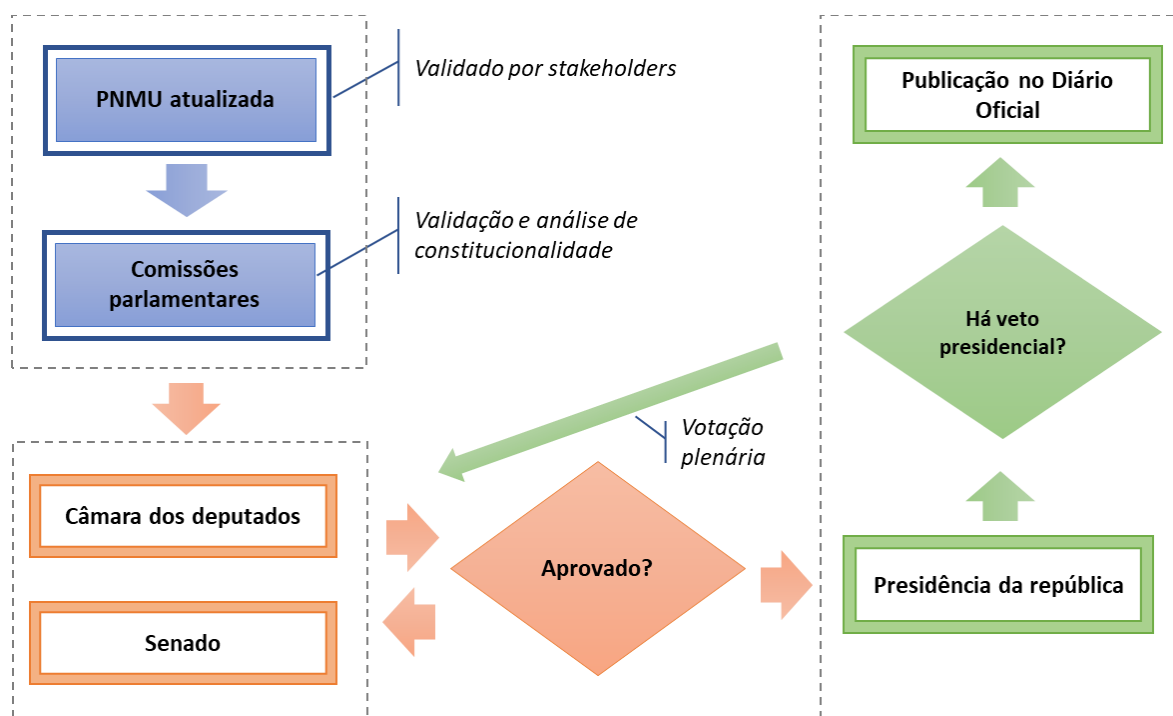 PNMU atualizada
Validado por stakeholders
Comissões
parlamentares
Validação e análise de
constitucionalidade
Câmara dos deputados
Senado
Aprovado?
Votação
plenária
Publicação no Diário
Oficial
Há veto
presidencial?
Presidência da república